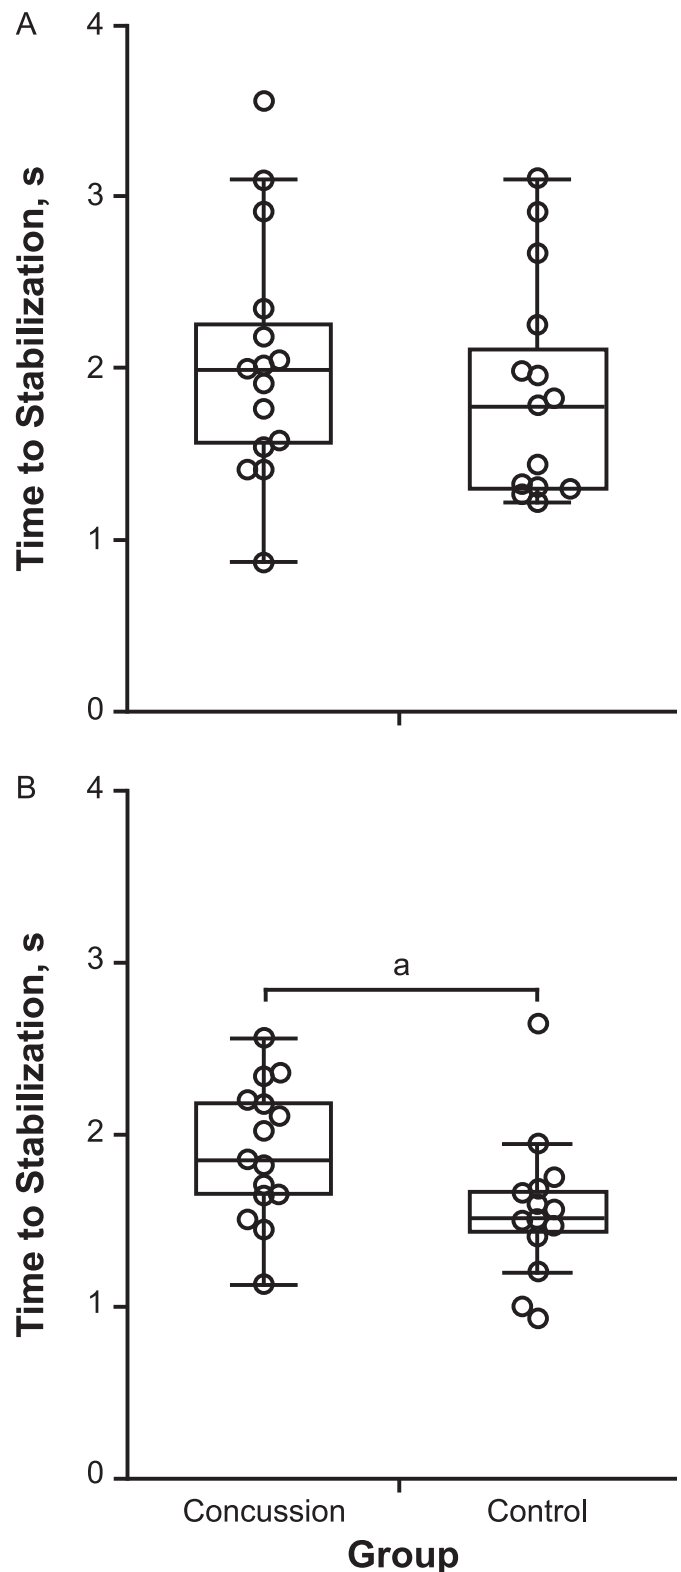 A
4
3
2
1
0
Time to Stabilization, s
B
4
3
2
1
0
Time to Stabilization, s
a
Concussion Control
Group